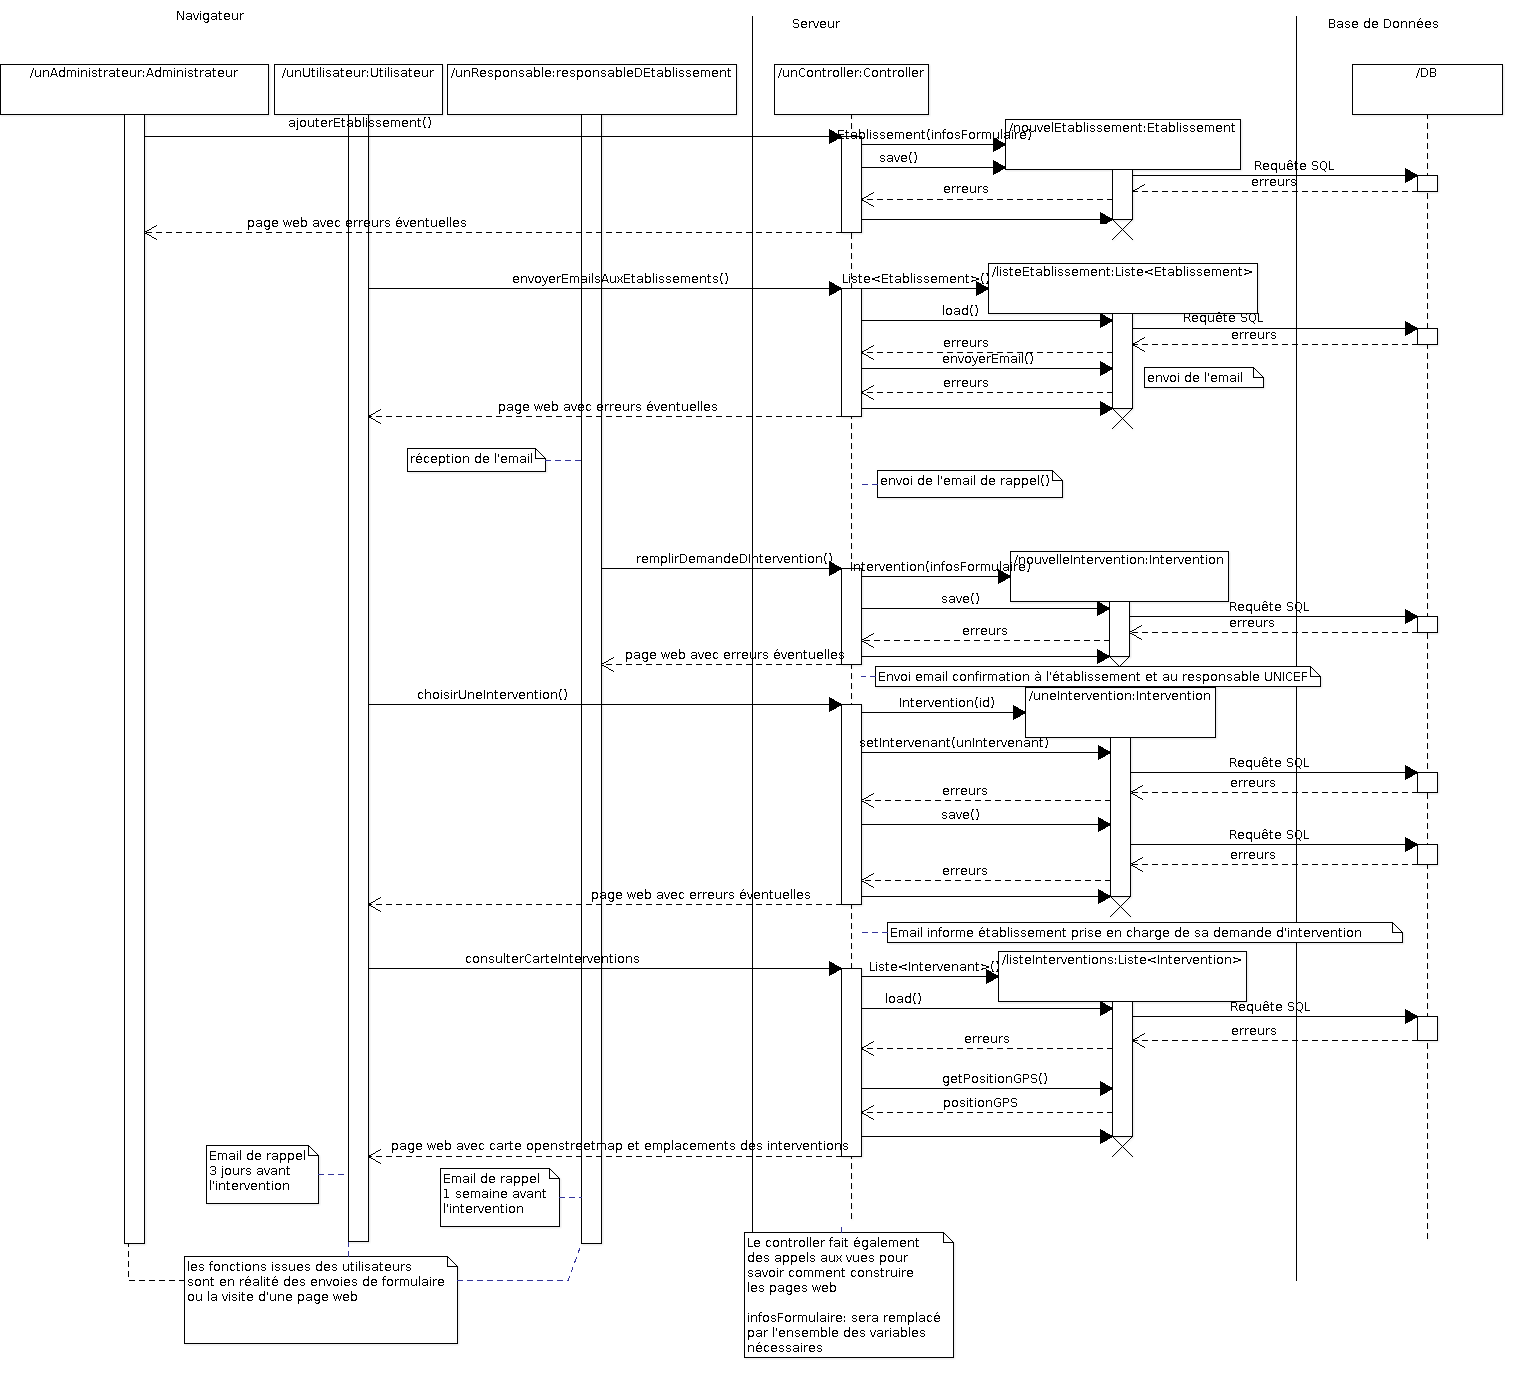 Navigateur
Serveur
Base de Données
/unAdministrateur:Administrateur
/unUtilisateur:Utilisateur
/unResponsable:responsableDEtablissement
/unController:Controller
/DB
ajouterEtablissement()
Etablissement(infosFormulaire)
/nouvelEtablissement:Etablissement
save()
Requête SQL
erreurs
erreurs
page web avec erreurs éventuelles
envoyerEmailsAuxEtablissements()
Liste<Etablissement>()
/listeEtablissement:Liste<Etablissement>
load()
Requête SQL
erreurs
erreurs
envoyerEmail()
envoi de l'email
erreurs
page web avec erreurs éventuelles
réception de l'email
envoi de l'email de rappel()
remplirDemandeDIntervention()
Intervention(infosFormulaire)
/nouvelleIntervention:Intervention
save()
Requête SQL
erreurs
erreurs
page web avec erreurs éventuelles
Envoi email confirmation à l'établissement et au responsable UNICEF
choisirUneIntervention()
Intervention(id)
/uneIntervention:Intervention
setIntervenant(unIntervenant)
Requête SQL
erreurs
erreurs
save()
Requête SQL
erreurs
erreurs
page web avec erreurs éventuelles
Email informe établissement prise en charge de sa demande d'intervention
consulterCarteInterventions
Liste<Intervenant>()
/listeInterventions:Liste<Intervention>
load()
Requête SQL
erreurs
erreurs
getPositionGPS()
positionGPS
page web avec carte openstreetmap et emplacements des interventions
Email de rappel
3 jours avant
l'intervention
Email de rappel
1 semaine avant
l'intervention
les fonctions issues des utilisateurs
sont en réalité des envoies de formulaire
ou la visite d'une page web
Le controller fait également
des appels aux vues pour
savoir comment construire
les pages web
infosFormulaire: sera remplacé
par l'ensemble des variables
nécessaires